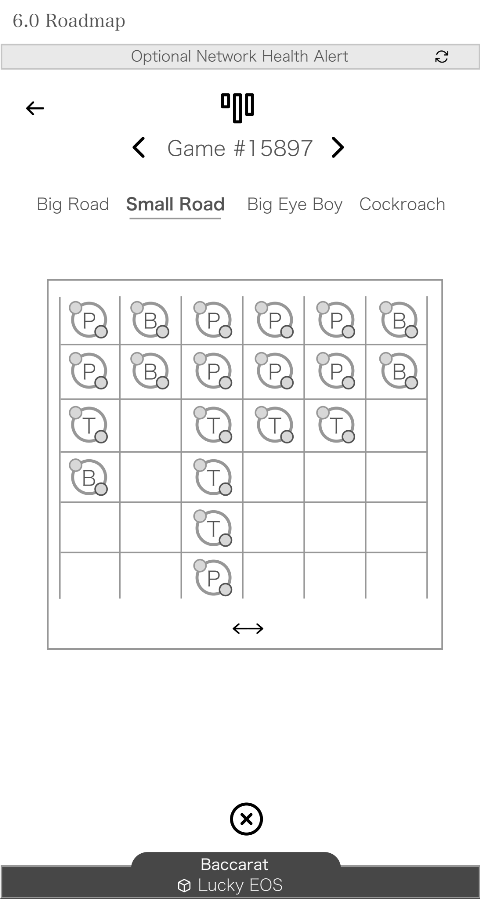 6.0 Roadmap
Optional Network Health Alert
Game #15897
Big Road Small Road Big Eye Boy Cockroach
P B P P P B
P B P P P B
T T T T
B T
T
P
Baccarat
Lucky EOS